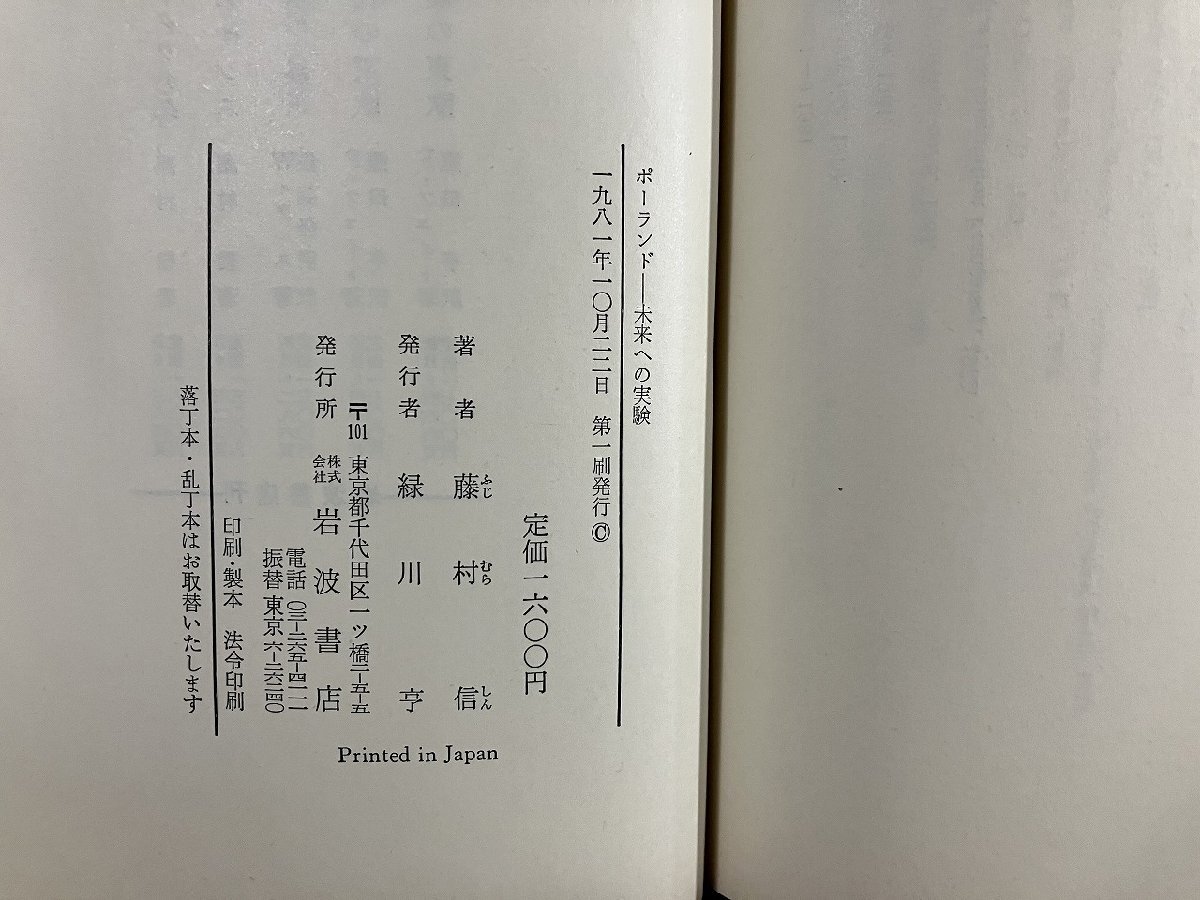 ポーランド―未来への実験
一九八一年一〇月二二日 第一刷発行 Ⓒ
定価一六〇〇円
著者 藤村信
ふじむらしん
発行者 緑川亨
〒101 東京都千代田区一ツ橋二-五-五
発行所 株式会社 岩波書店
電話 〇三-二六五-四一一一
振替 東京 六-二六二四〇
印刷・製本 法令印刷
落丁本・乱丁本はお取替いたします
Printed in Japan